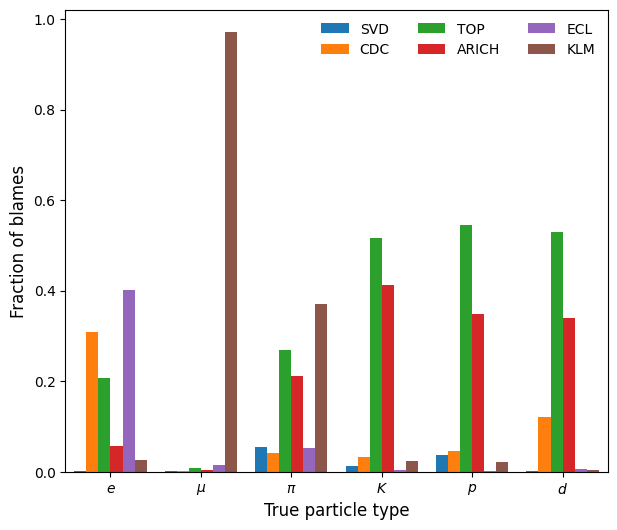 1.0
0.8
0.6
0.4
0.2
0.0
Fraction of blames
SVD TOP ECL
CDC ARICH KLM
e μ π K p d
True particle type